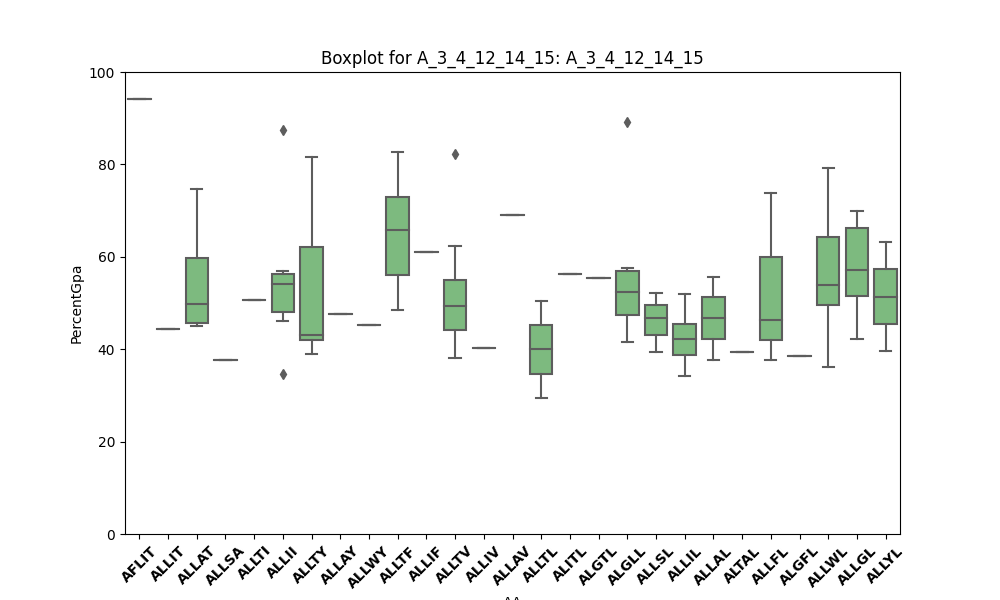 Boxplot for A_3_4_12_14_15: A_3_4_12_14_15
100
80
60
40
20
0
PercentGpa
AFLIT ALLIT ALLAT ALLSA ALLTI ALLII ALLTY ALLAY ALLWY ALLTF ALLIF ALLTV ALLIV ALLAV ALLTL ALITL ALGTL ALGLL ALLSL ALLIL ALLAL ALTAL ALLFL ALGFL ALLWL ALLGL ALLYL